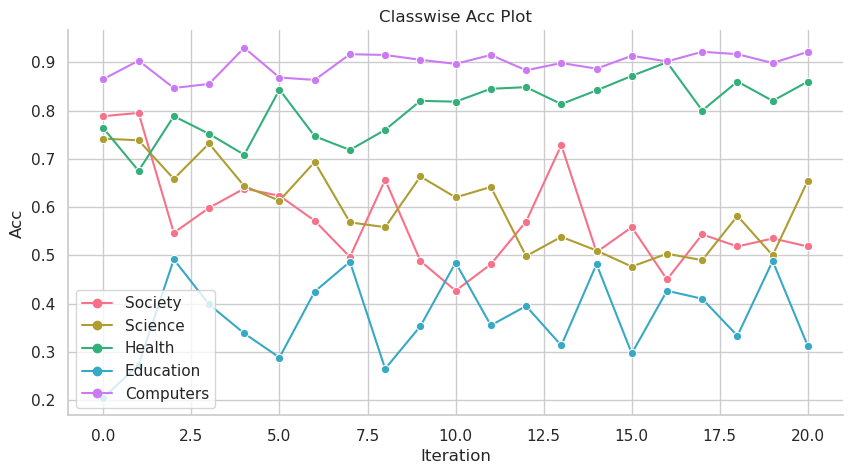 Classwise Acc Plot
Acc
0.9
0.8
0.7
0.6
0.5
0.4
0.3
0.2
Society
Science
Health
Education
Computers
0.0 2.5 5.0 7.5 10.0 12.5 15.0 17.5 20.0
Iteration